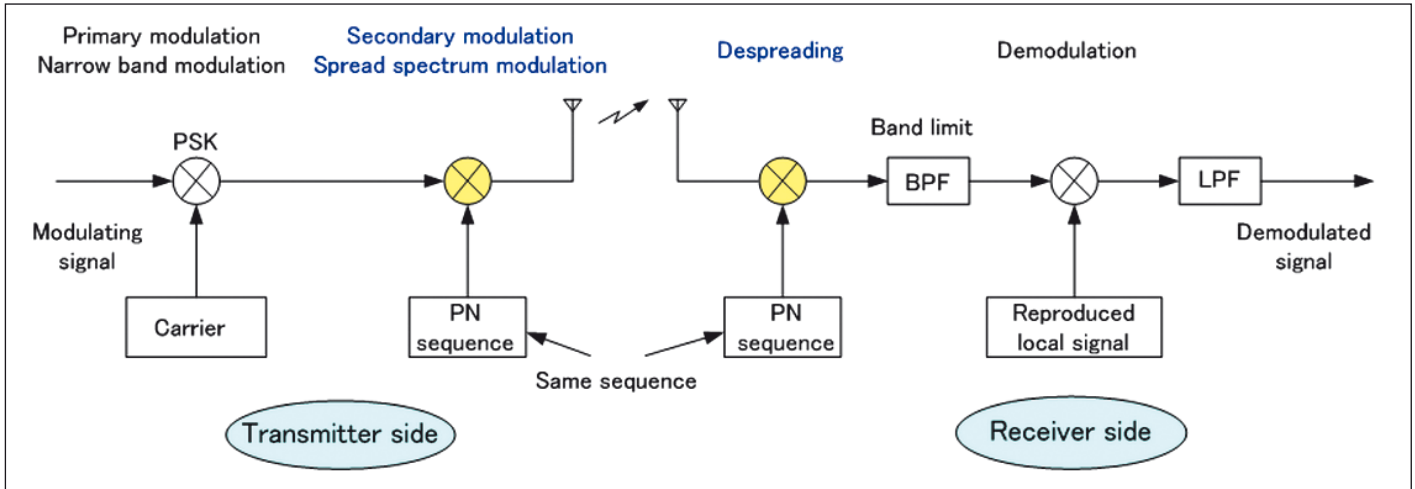 Primary modulation
Narrow band modulation
Secondary modulation
Spread spectrum modulation
Despreading
Demodulation
PSK
Band limit
BPF
LPF
Modulating
signal
Demodulated
signal
Carrier
PN
sequence
PN
sequence
Reproduced
local signal
Same sequence
Transmitter side
Receiver side